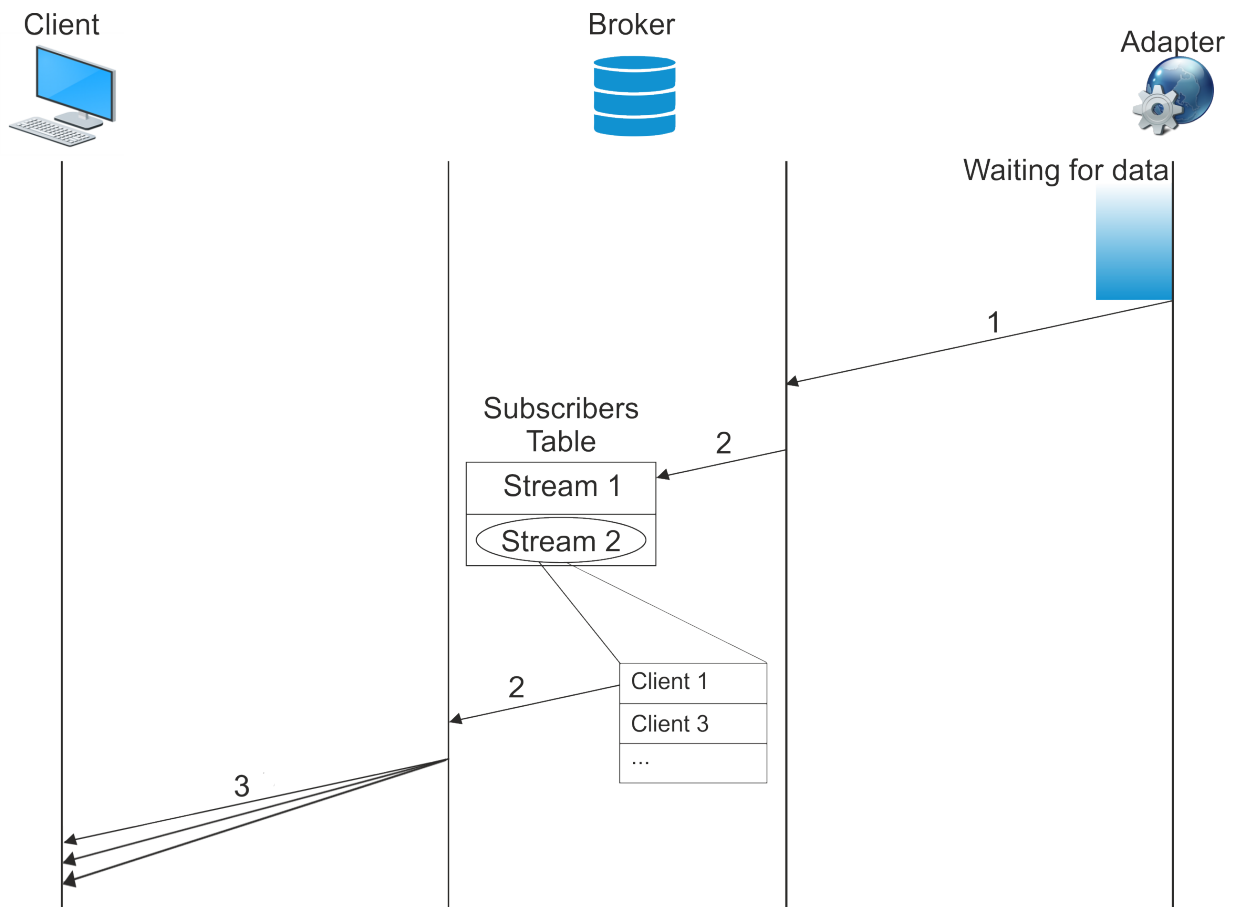 Client
Broker
Adapter
Waiting for data
1
Subscribers
Table
2
Stream 1
Stream 2
Client 1
2
Client 3
...
3